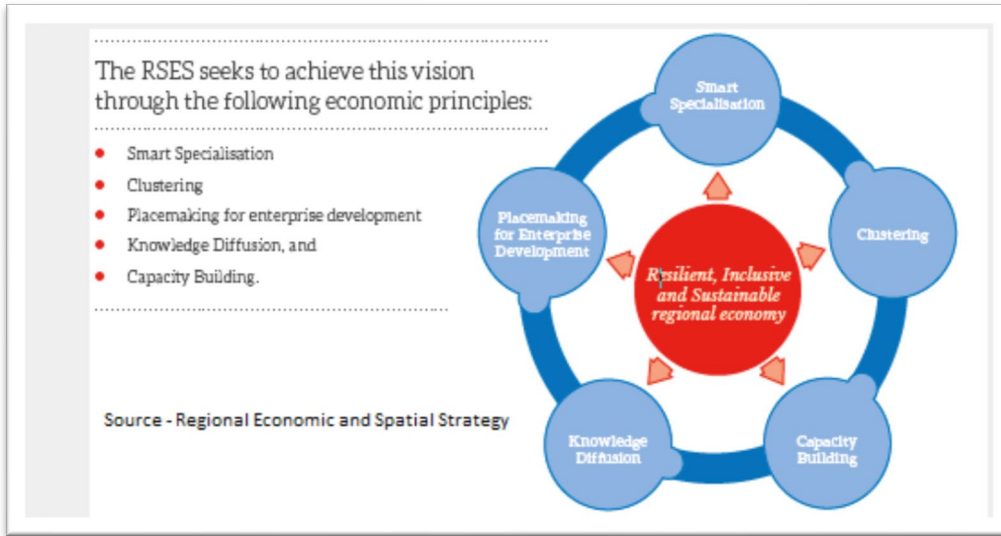 The RSES seeks to achieve this vision
through the following economic principles:
• Smart Specialisation
• Clustering
• Placemaking for enterprise development
• Knowledge Diffusion, and
• Capacity Building.
Source - Regional Economic and Spatial Strategy
Smart
Specialisation
Placemaking
for Enterprise
Development
Clustering
Resilient, Inclusive
and Sustainable
regional economy
Knowledge
Diffusion
Capacity
Building